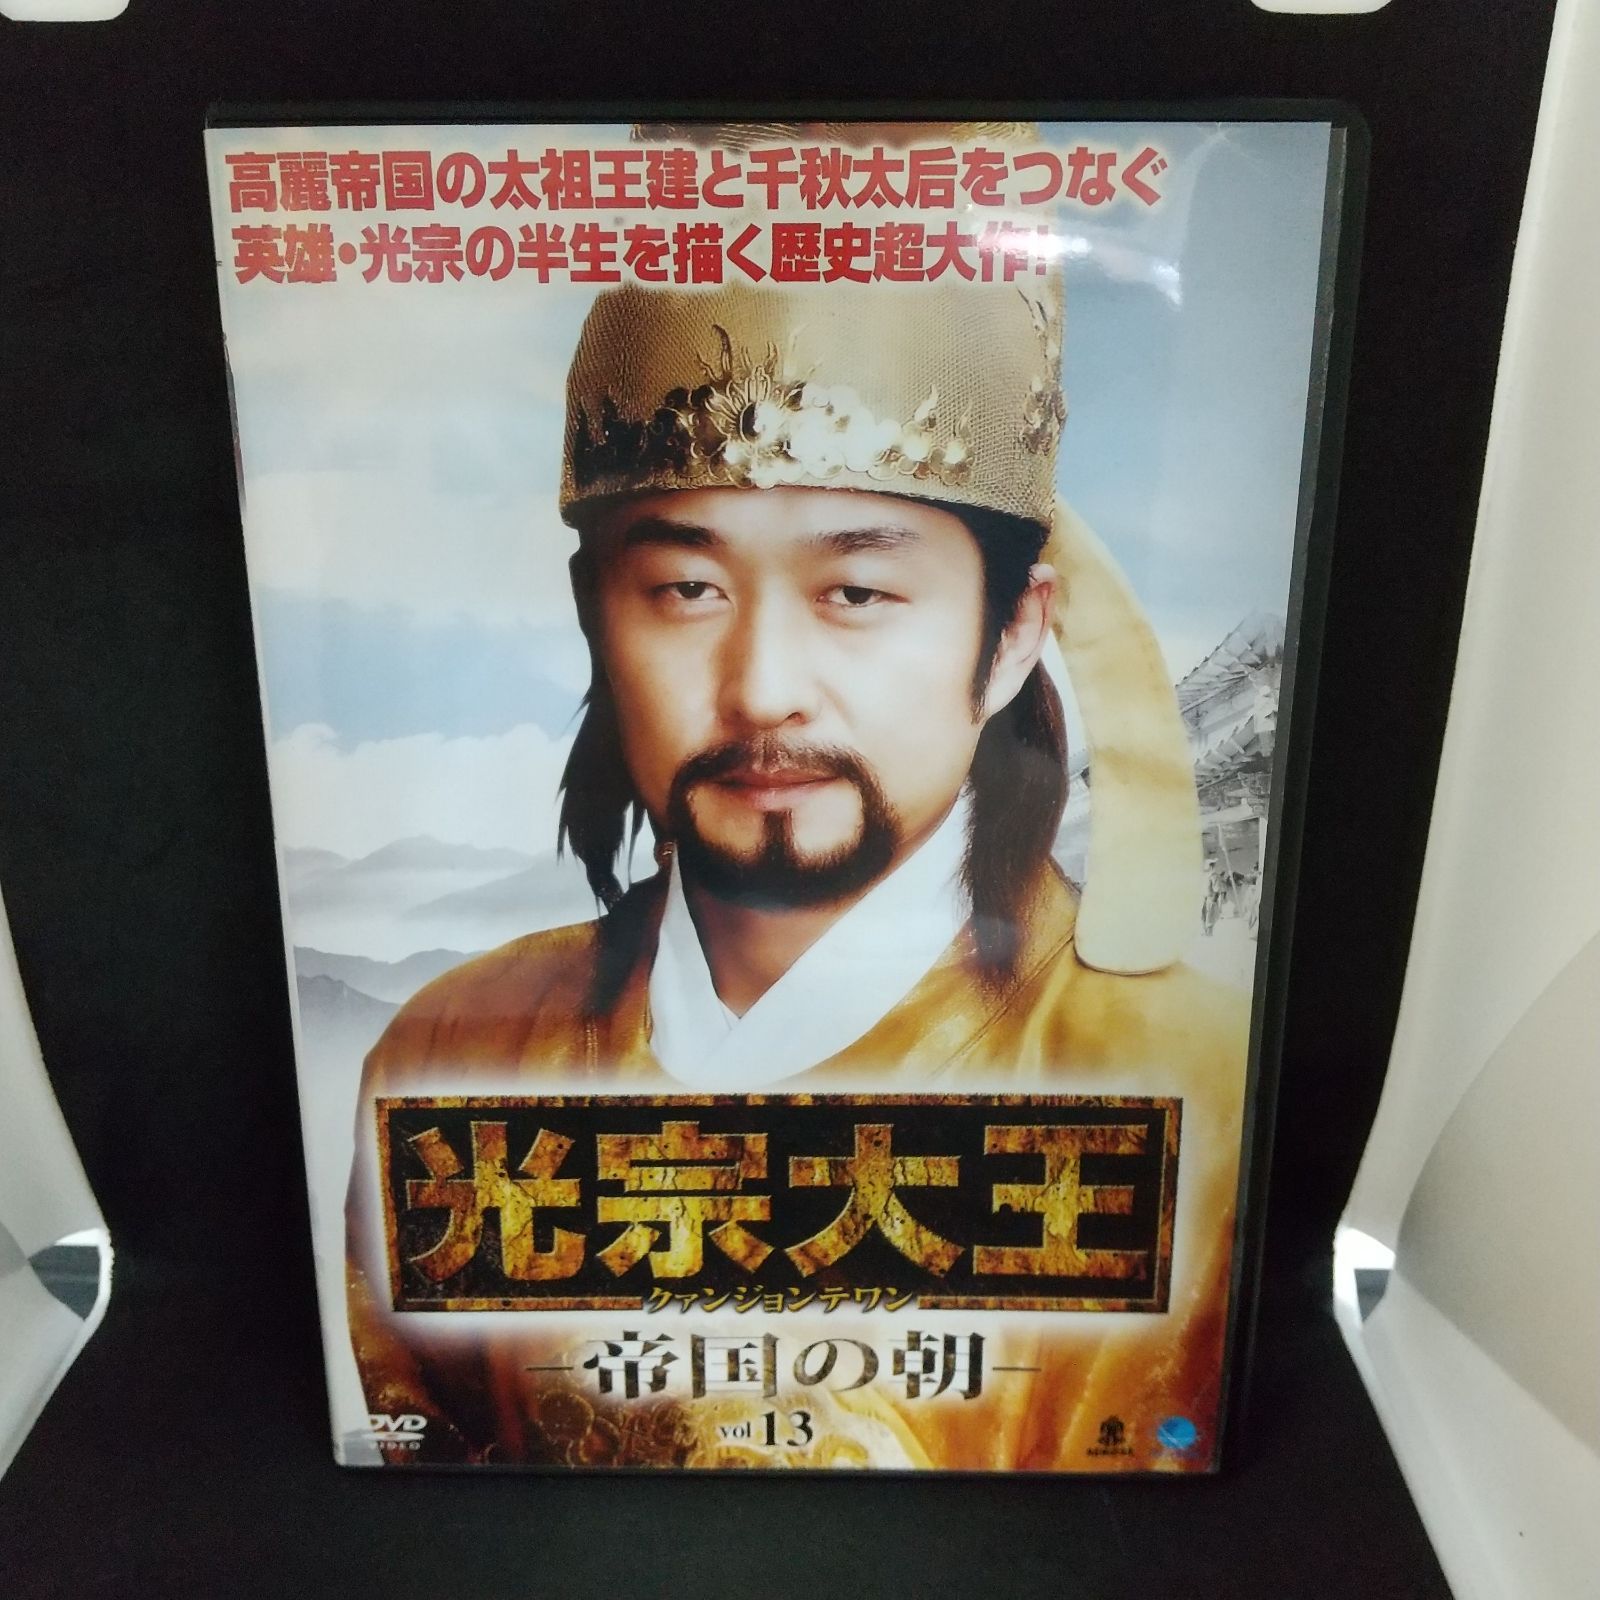 高麗帝国の太祖王建と千秋太后をつなぐ
英雄・光宗の半生を描く歴史超大作!
光宗大王
クァンジョンテワン
-帝国の朝-
vol 13
DVD
VIDEO